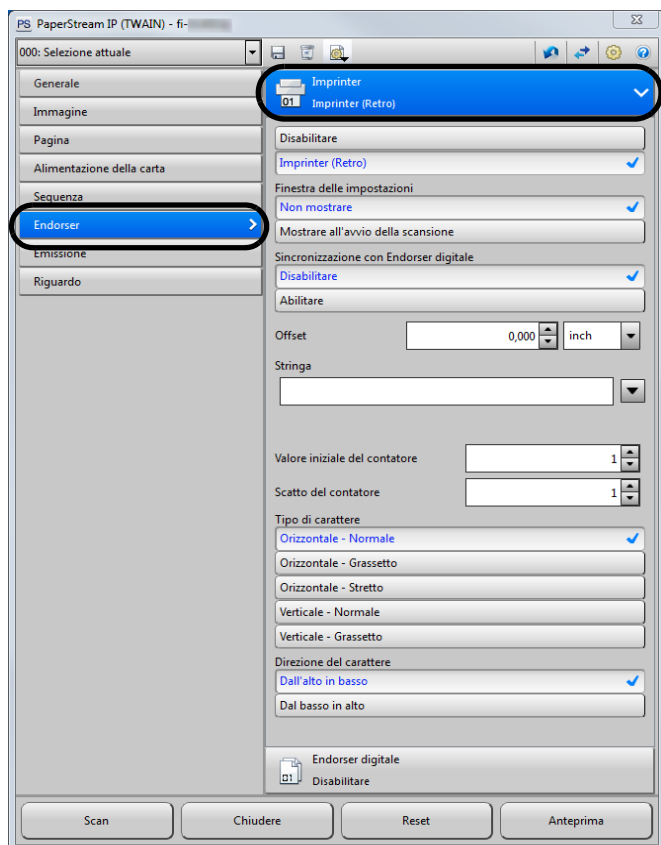 PS PaperStream IP (TWAIN) - fi-
000: Selezione attuale
Generale
Immagine
Pagina
Alimentazione della carta
Sequenza
Endorser
Emissione
Riguardo
01
Imprinter
Imprinter (Retro)
Disabilitare
Imprinter (Retro)
Finestra delle impostazioni
Non mostrare
Mostrare all'avvio della scansione
Sincronizzazione con Endorser digitale
Disabilitare
Abilitare
Offset 0,000 inch
Stringa
Valore iniziale del contatore 1
Scatto del contatore 1
Tipo di carattere
Orizzontale - Normale
Orizzontale - Grassetto
Orizzontale - Stretto
Verticale - Normale
Verticale - Grassetto
Direzione del carattere
Dall'alto in basso
Dal basso in alto
01
Endorser digitale
Disabilitare
Scan Chiudere Reset Anteprima